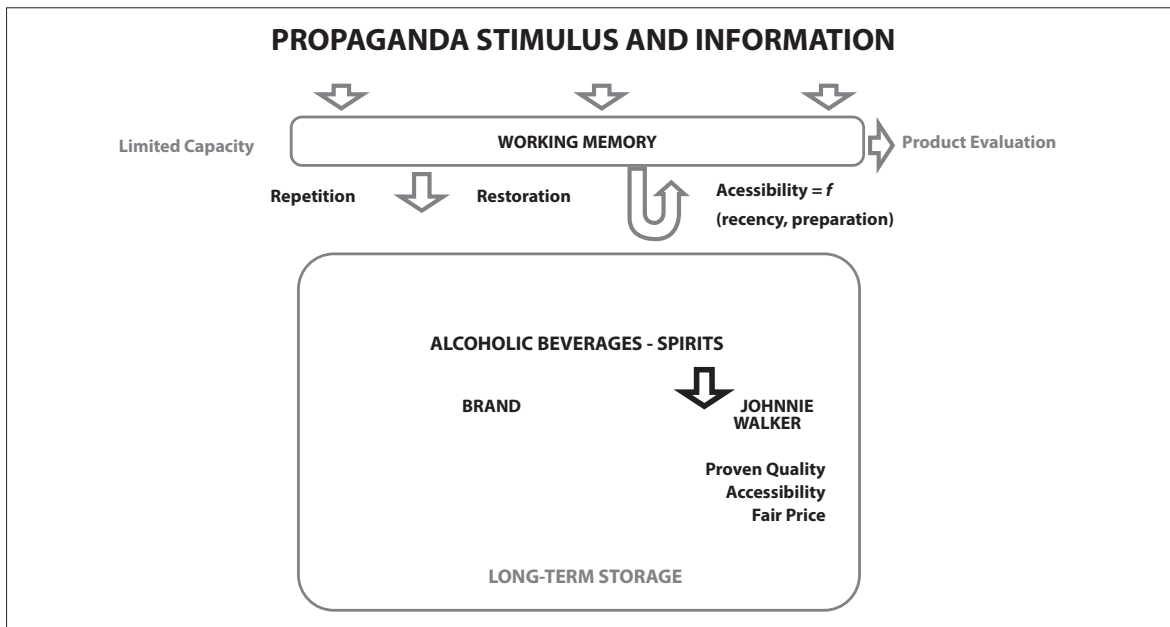 PROPAGANDA STIMULUS AND INFORMATION
Limited Capacity
WORKING MEMORY
Product Evaluation
Repetition
Restoration
Acessibility = f
(recency, preparation)
ALCOHOLIC BEVERAGES - SPIRITS
BRAND
JOHNNIE
WALKER
Proven Quality
Accessibility
Fair Price
LONG-TERM STORAGE